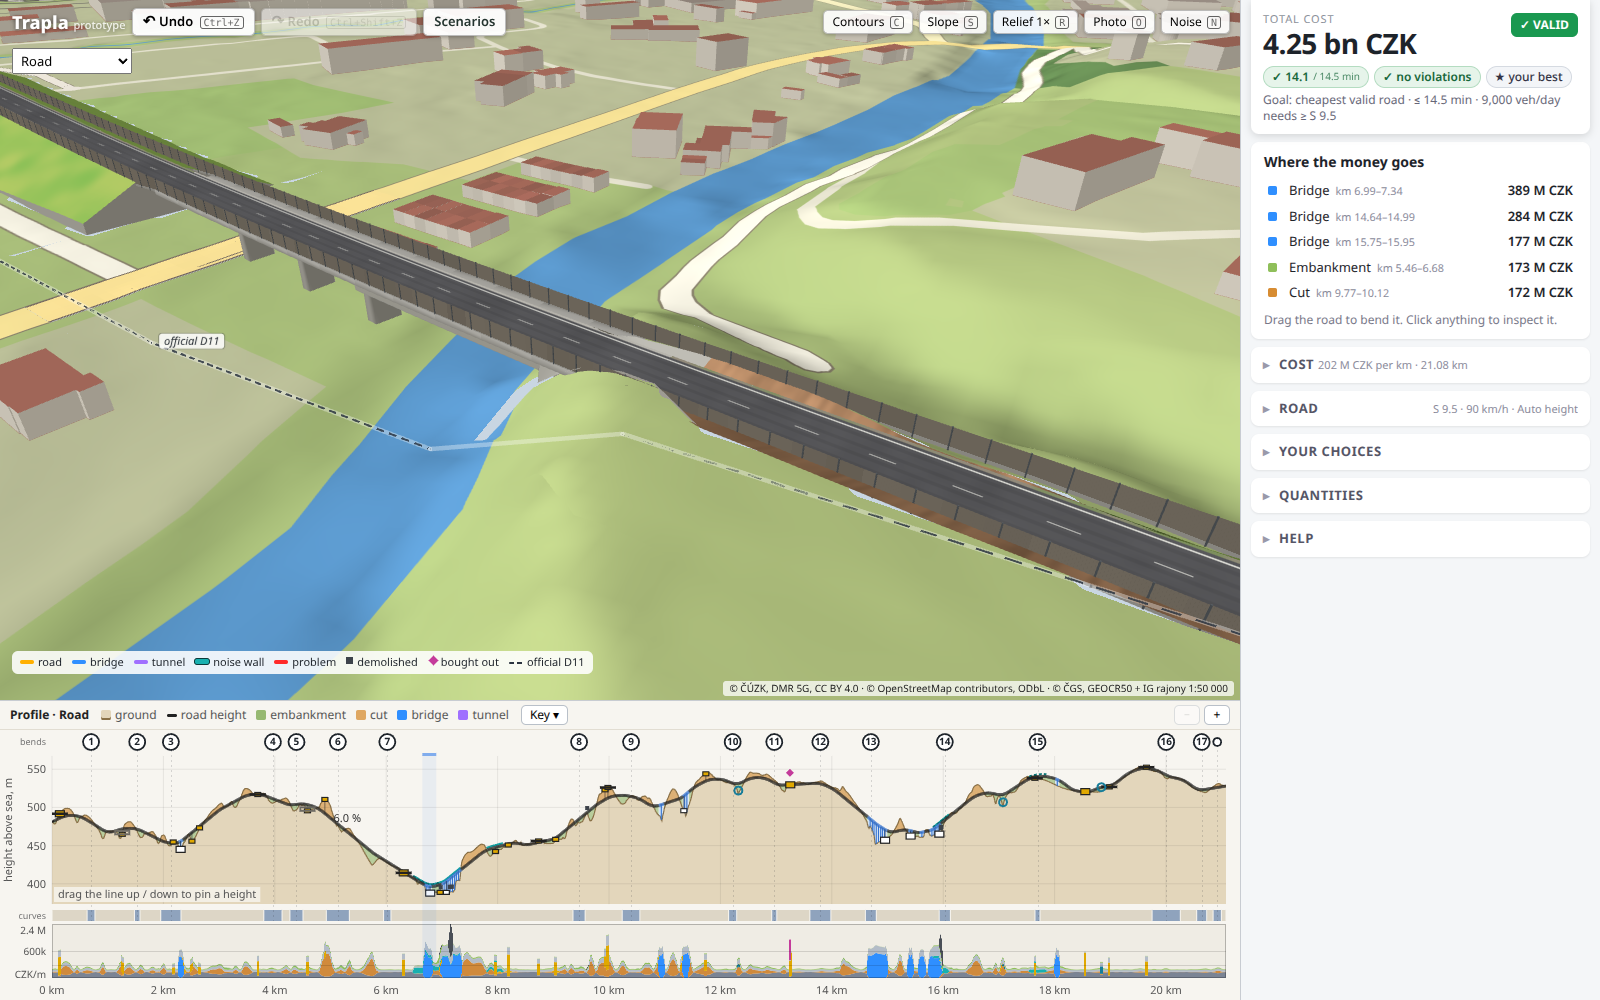 Trapla prototype
↶ Undo Ctrl+Z
↷ Redo Ctrl+Shift+Z
Scenarios
Contours C
Slope S
Relief 1× R
Photo O
Noise N
Road
official D11
road
bridge
tunnel
noise wall
problem
demolished
bought out
official D11
© ČÚZK, DMR 5G, CC BY 4.0 · © OpenStreetMap contributors, ODbL · © ČGS, GEOCR50 + IG rajony 1:50 000
TOTAL COST
4.25 bn CZK
✓ VALID
✓ 14.1 / 14.5 min
✓ no violations
★ your best
Goal: cheapest valid road · ≤ 14.5 min · 9,000 veh/day
needs ≥ S 9.5
Where the money goes
Bridge km 6.99–7.34 389 M CZK
Bridge km 14.64–14.99 284 M CZK
Bridge km 15.75–15.95 177 M CZK
Embankment km 5.46–6.68 173 M CZK
Cut km 9.77–10.12 172 M CZK
Drag the road to bend it. Click anything to inspect it.
▸ COST 202 M CZK per km · 21.08 km
▸ ROAD S 9.5 · 90 km/h · Auto height
▸ YOUR CHOICES
▸ QUANTITIES
▸ HELP
Profile · Road
ground
road height
embankment
cut
bridge
tunnel
Key ▾
−
+
bends
1 2 3 4 5 6 7 8 9 10 11 12 13 14 15 16 17
height above sea, m
550
500
450
400
6.0 %
drag the line up / down to pin a height
curves
2.4 M
600k
CZK/m
0 km 2 km 4 km 6 km 8 km 10 km 12 km 14 km 16 km 18 km 20 km